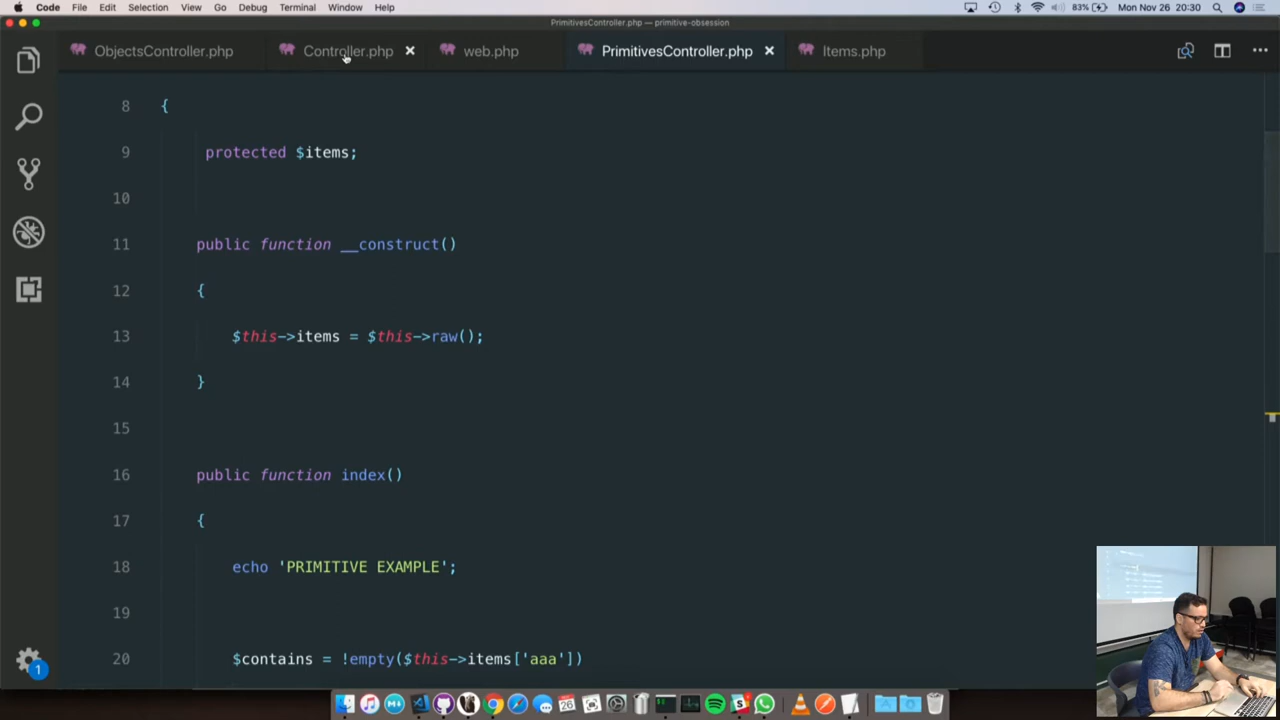 Code File Edit Selection View Go Debug Terminal Window Help 83% Mon Nov 26 20:30
PrimitivesController.php — primitive-obsession
ObjectsController.php Controller.php web.php PrimitivesController.php Items.php
8 {
9 protected $items;
10
11 public function __construct()
12 {
13 $this->items = $this->raw();
14 }
15
16 public function index()
17 {
18 echo 'PRIMITIVE EXAMPLE';
19
20 $contains = !empty($this->items['aaa'])
1
26